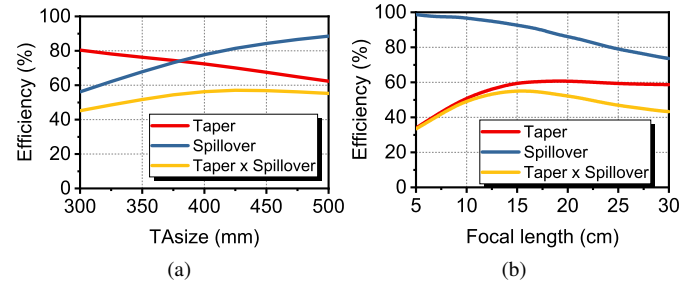 100
80
60
40
20
0
Efficiency (%)
Taper
Spillover
Taper x Spillover
300 350 400 450 500
TAsize (mm)
(a)
100
80
60
40
20
0
Efficiency (%)
Taper
Spillover
Taper x Spillover
5 10 15 20 25 30
Focal length (cm)
(b)